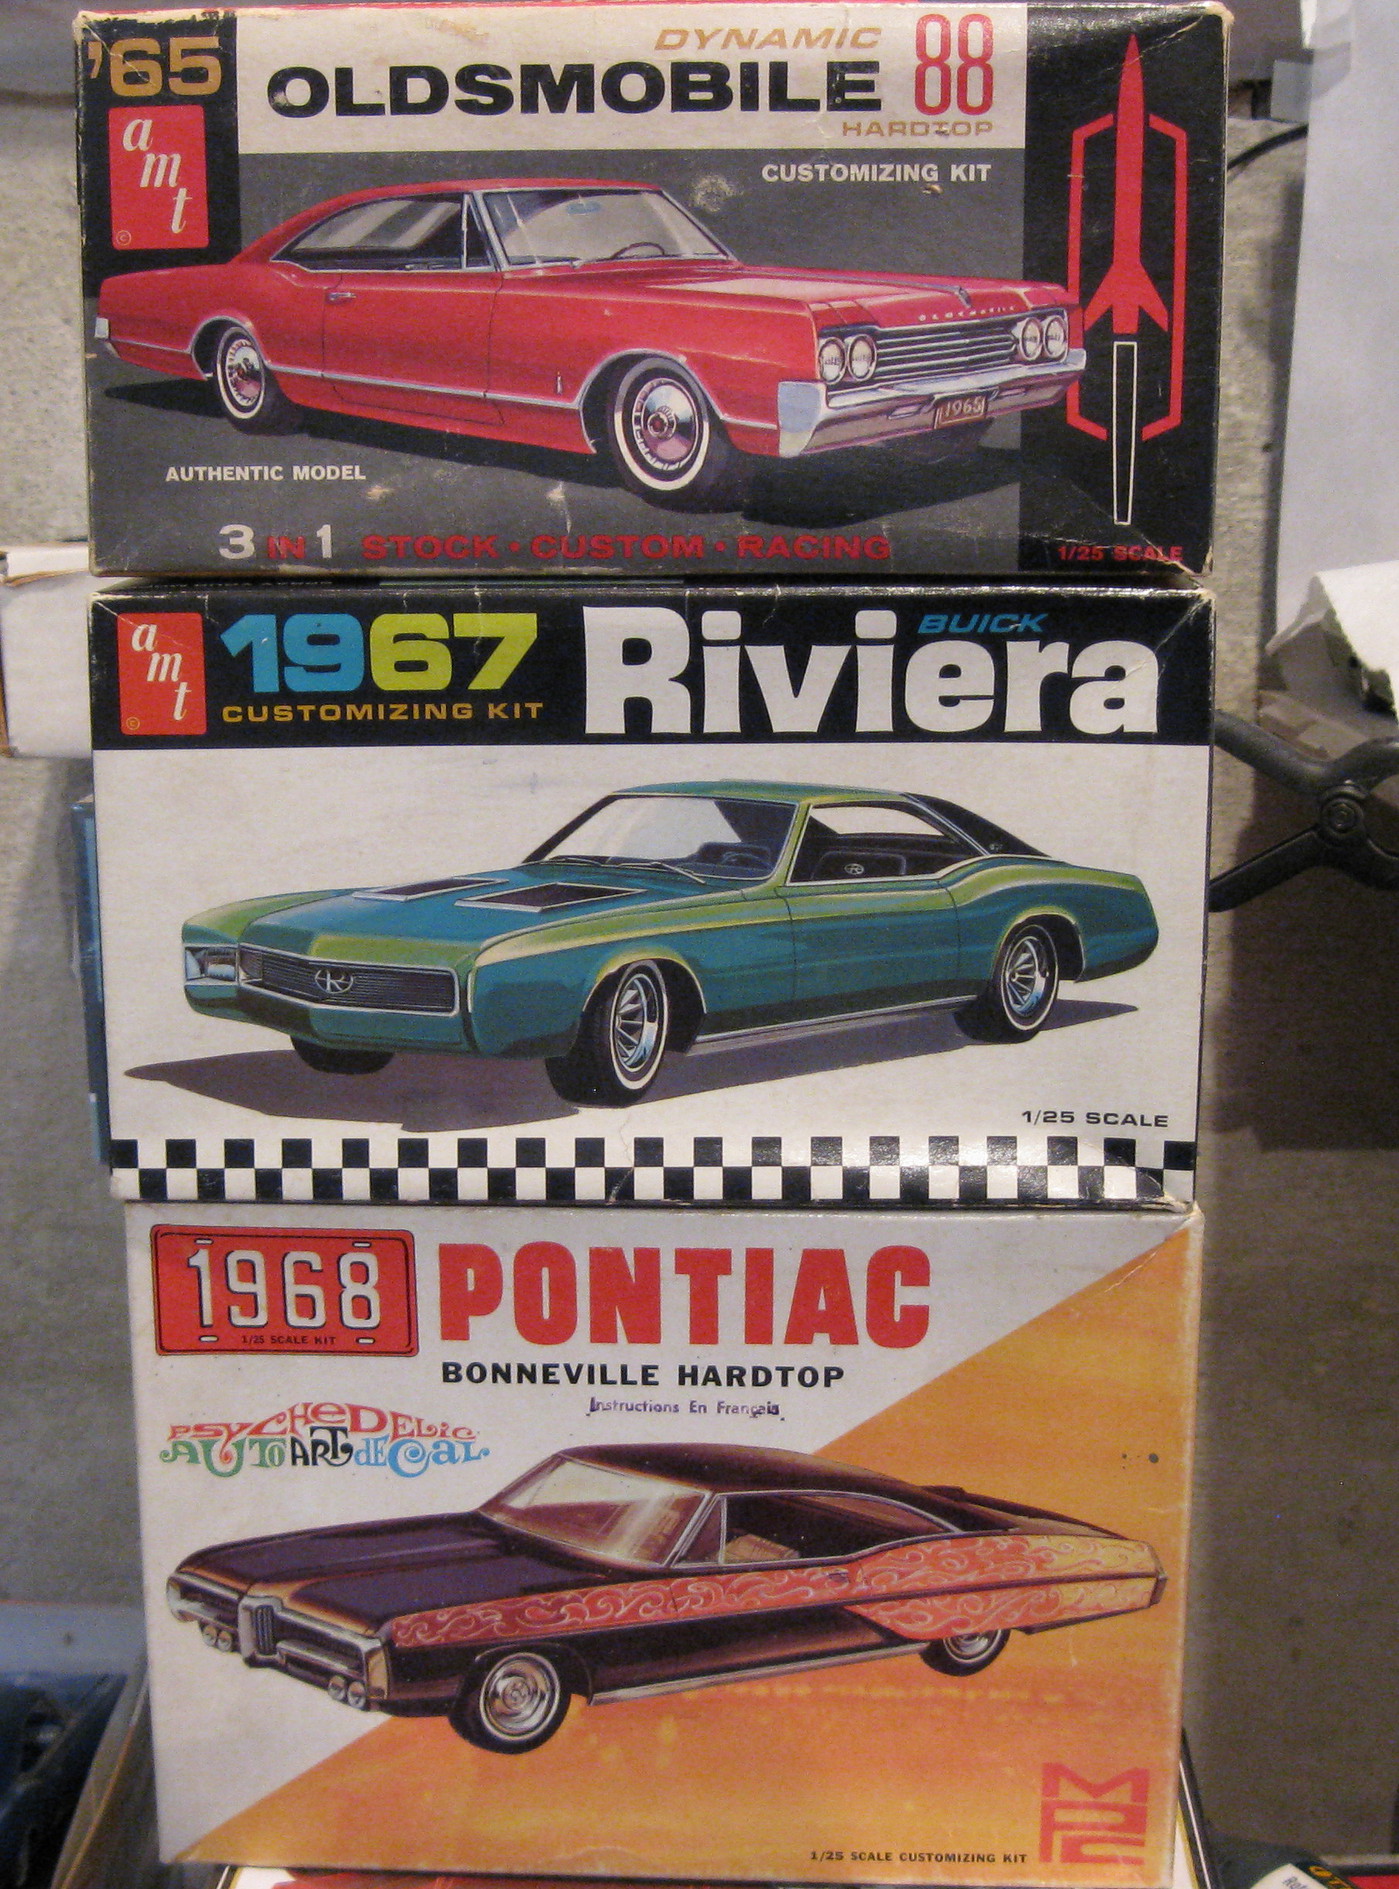 '65
DYNAMIC
OLDSMOBILE 88
HARDTOP
amt
©
CUSTOMIZING KIT
OLDSMOBILE
1965
AUTHENTIC MODEL
3 IN 1 STOCK • CUSTOM • RACING
1/25 SCALE
amt
©
1967
BUICK
Riviera
CUSTOMIZING KIT
R
R
1/25 SCALE
1968
1/25 SCALE KIT
PONTIAC
BONNEVILLE HARDTOP
Instructions En Français
PSYCHEDELIC
AUTO ART DECAL
MPC
1/25 SCALE CUSTOMIZING KIT